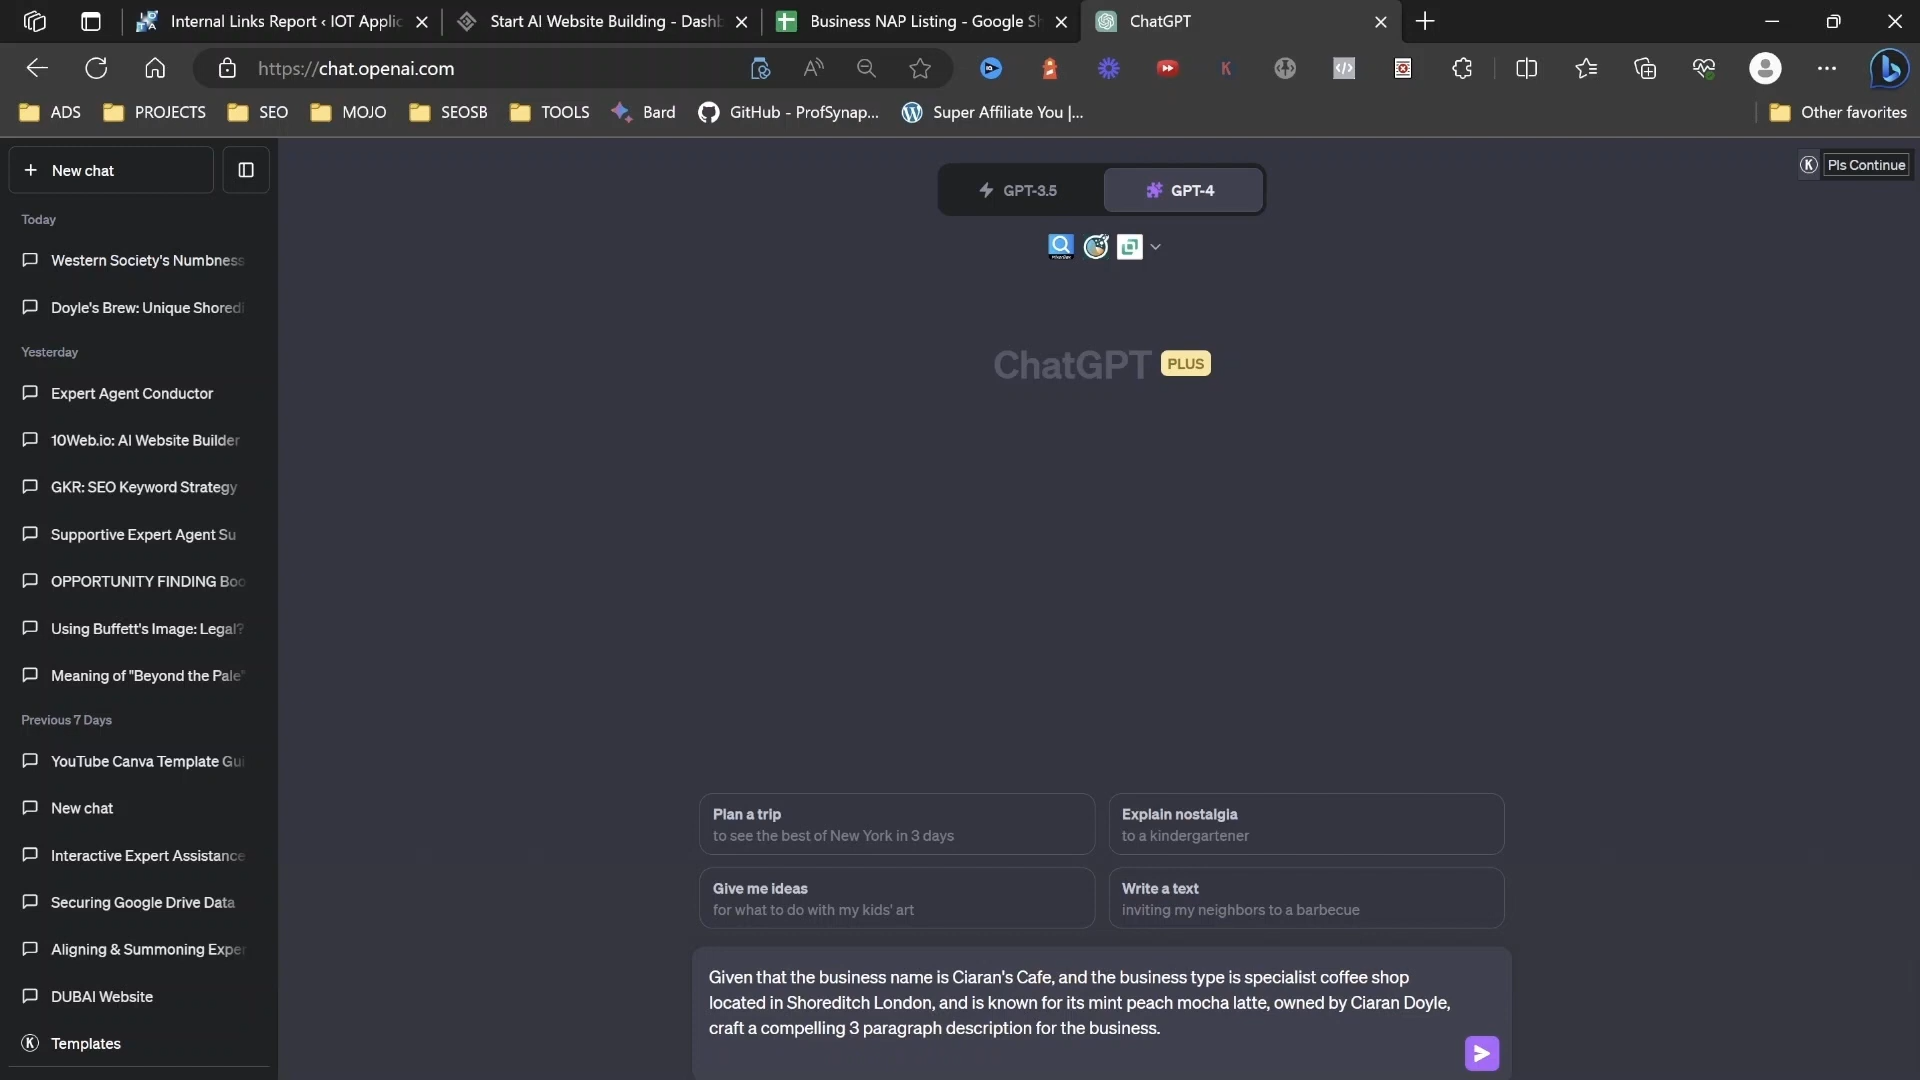 Internal Links Report ‹ IOT Applic
Start AI Website Building - Dashb
Business NAP Listing - Google Sh
ChatGPT
https://chat.openai.com
ADS
PROJECTS
SEO
MOJO
SEOSB
TOOLS
Bard
GitHub - ProfSynap...
Super Affiliate You |...
Other favorites
New chat
Pls Continue
GPT-3.5
GPT-4
ChatGPT PLUS
Today
Western Society's Numbness
Doyle's Brew: Unique Shoredi
Yesterday
Expert Agent Conductor
10Web.io: AI Website Builder
GKR: SEO Keyword Strategy
Supportive Expert Agent Su
OPPORTUNITY FINDING Boo
Using Buffett's Image: Legal?
Meaning of "Beyond the Pale"
Previous 7 Days
YouTube Canva Template Gui
New chat
Interactive Expert Assistance
Securing Google Drive Data
Aligning & Summoning Exper
DUBAI Website
Templates
Plan a trip
to see the best of New York in 3 days
Explain nostalgia
to a kindergartener
Give me ideas
for what to do with my kids' art
Write a text
inviting my neighbors to a barbecue
Given that the business name is Ciaran's Cafe, and the business type is specialist coffee shop
located in Shoreditch London, and is known for its mint peach mocha latte, owned by Ciaran Doyle,
craft a compelling 3 paragraph description for the business.